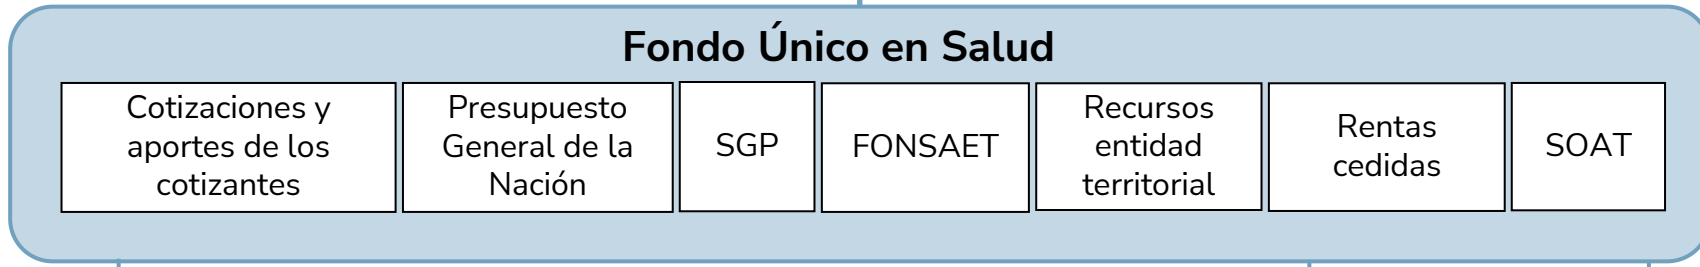 Fondo Único en Salud
Cotizaciones y
aportes de los
cotizantes
Presupuesto
General de la
Nación
SGP
FONSAET
Recursos
entidad
territorial
Rentas
cedidas
SOAT